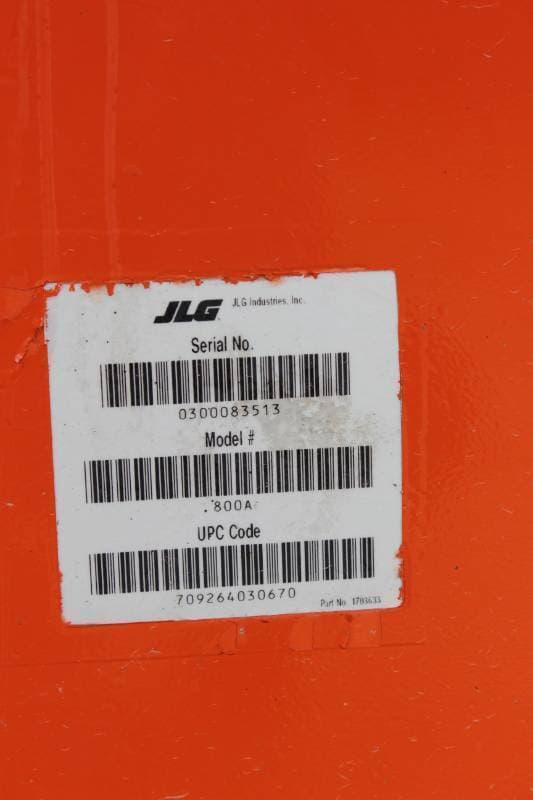 JLG JLG Industries, Inc.
Serial No.
0300083513
Model #
800A
UPC Code
709264030670
Part No. 1703633